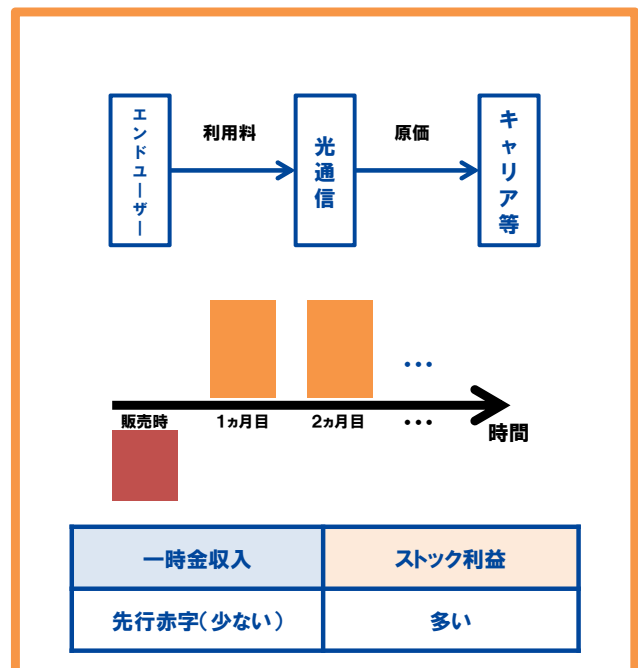 エンドユーザー
利用料
光通信
原価
キャリア等
…
販売時
1ヵ月目
2ヵ月目
…
時間
一時金収入
ストック利益
先行赤字(少ない)
多い